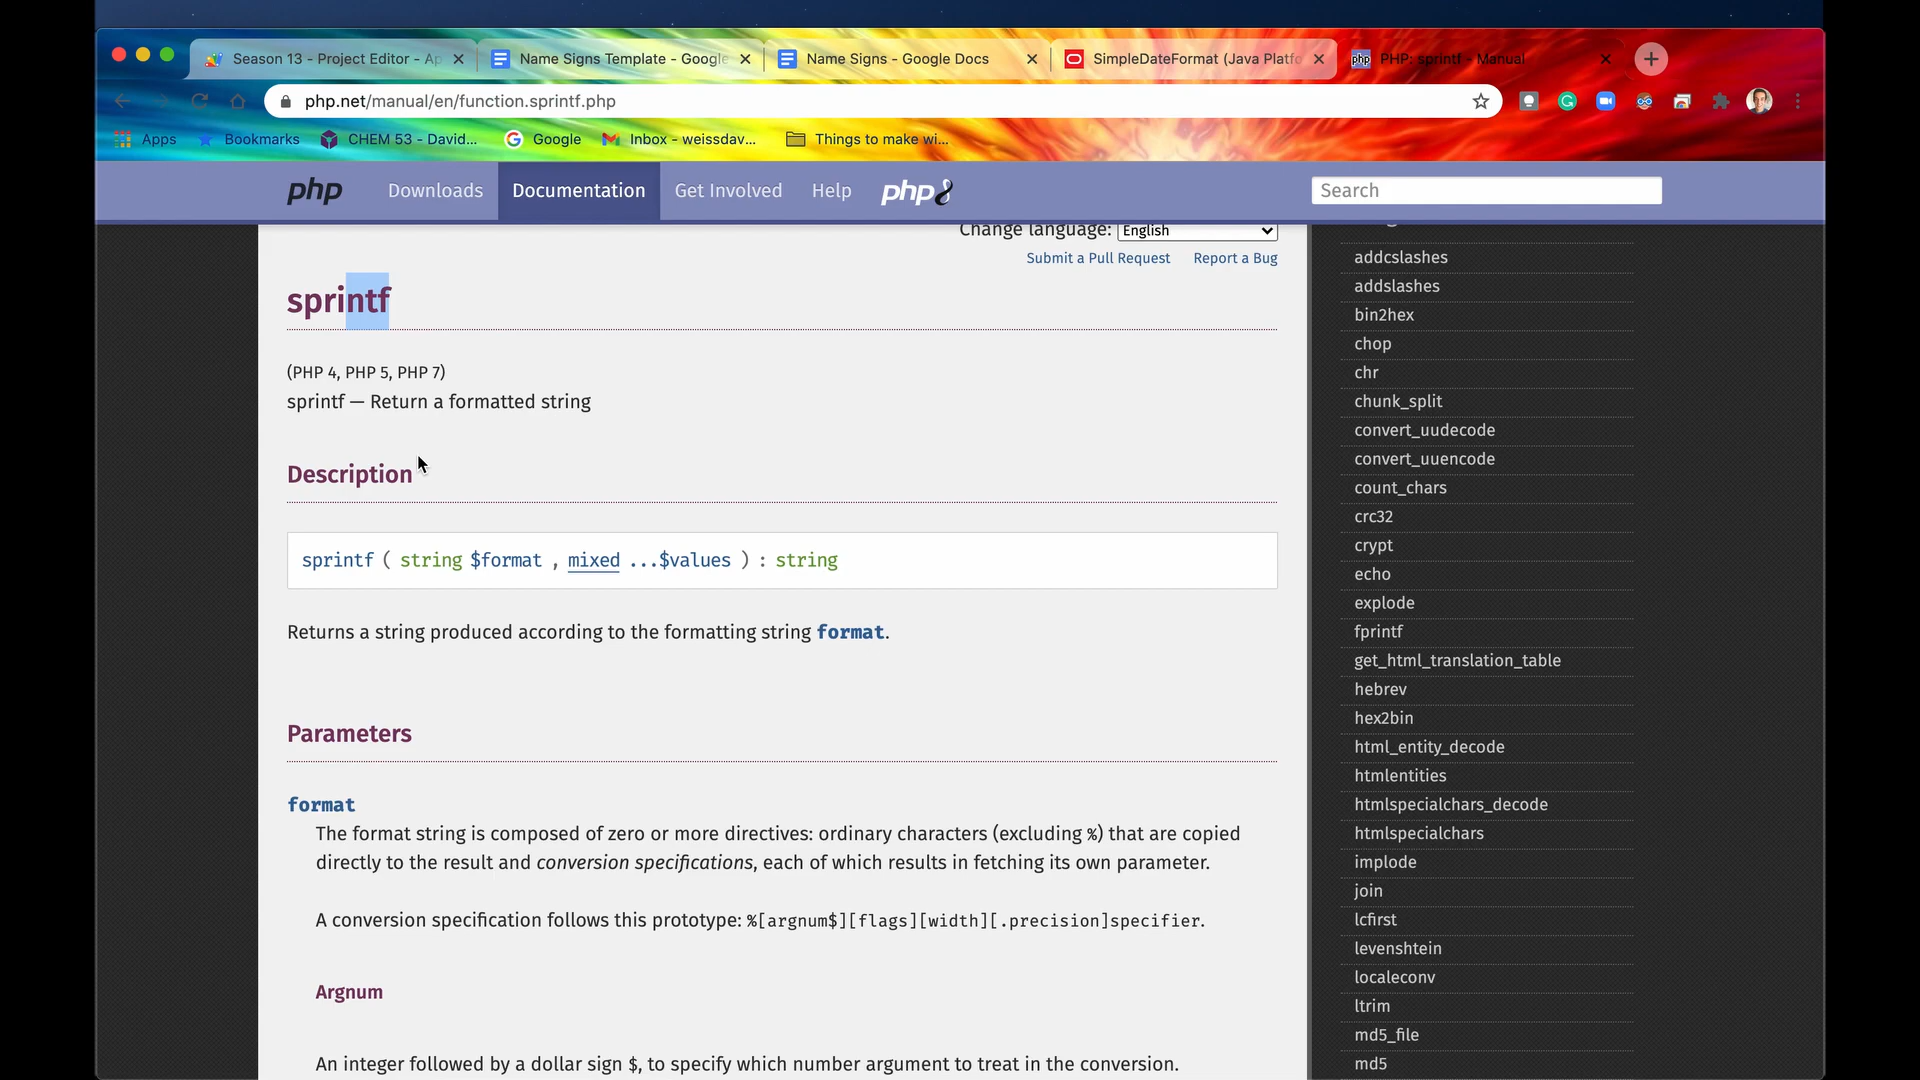 Season 13 - Project Editor - Ap
Name Signs Template - Google
Name Signs - Google Docs
SimpleDateFormat (Java Platfo
php PHP: sprintf - Manual
php.net/manual/en/function.sprintf.php
Apps
Bookmarks
CHEM 53 - David...
Google
Inbox - weissdav...
Things to make wi...
php
Downloads
Documentation
Get Involved
Help
php8
Search
Change language: English
Submit a Pull Request Report a Bug
sprintf
(PHP 4, PHP 5, PHP 7)
sprintf — Return a formatted string
Description
sprintf ( string $format , mixed ...$values ) : string
Returns a string produced according to the formatting string format.
Parameters
format
The format string is composed of zero or more directives: ordinary characters (excluding %) that are copied
directly to the result and conversion specifications, each of which results in fetching its own parameter.
A conversion specification follows this prototype: %[argnum$][flags][width][.precision]specifier.
Argnum
An integer followed by a dollar sign $, to specify which number argument to treat in the conversion.
addcslashes
addslashes
bin2hex
chop
chr
chunk_split
convert_uudecode
convert_uuencode
count_chars
crc32
crypt
echo
explode
fprintf
get_html_translation_table
hebrev
hex2bin
html_entity_decode
htmlentities
htmlspecialchars_decode
htmlspecialchars
implode
join
lcfirst
levenshtein
localeconv
ltrim
md5_file
md5